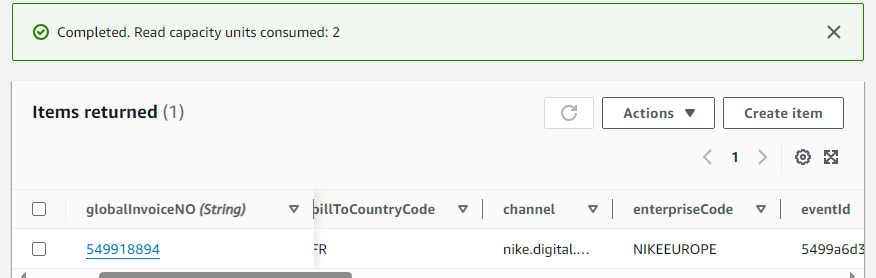 Completed. Read capacity units consumed: 2
Items returned (1)
Actions
Create item
1
globalInvoiceNO (String)
billToCountryCode
channel
enterpriseCode
eventId
549918894
FR
nike.digital....
NIKEEUROPE
5499a6d3